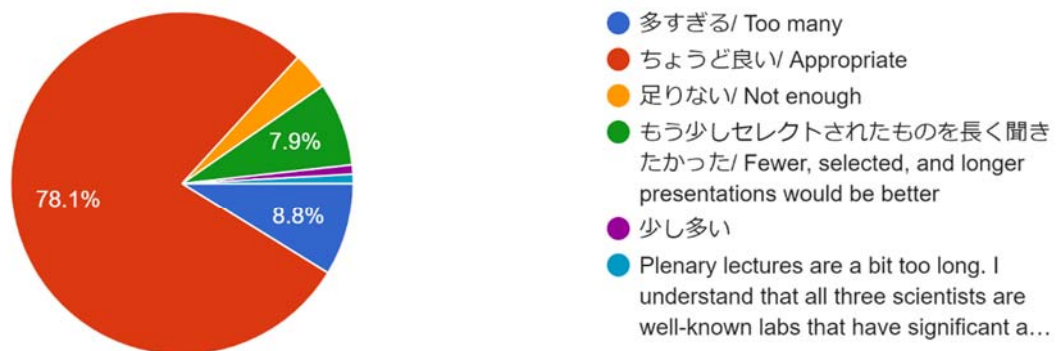 78.1%
7.9%
8.8%
多すぎる/ Too many
ちょうど良い/ Appropriate
足りない/ Not enough
もう少しセレクトされたものを長く聞き
たかった/ Fewer, selected, and longer
presentations would be better
少し多い
Plenary lectures are a bit too long. I
understand that all three scientists are
well-known labs that have significant a…